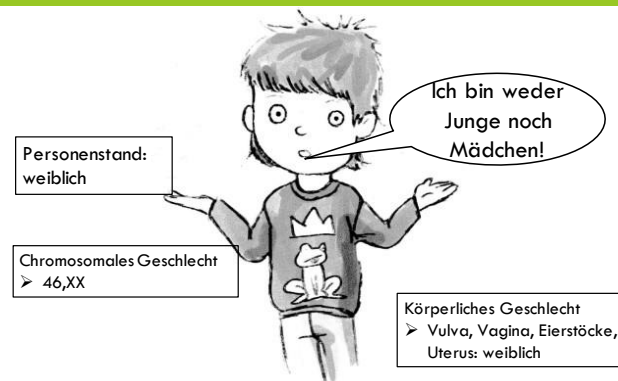 Ich bin weder
Junge noch
Mädchen!
Personenstand:
weiblich
Chromosomales Geschlecht
➢ 46,XX
Körperliches Geschlecht
➢ Vulva, Vagina, Eierstöcke,
Uterus: weiblich